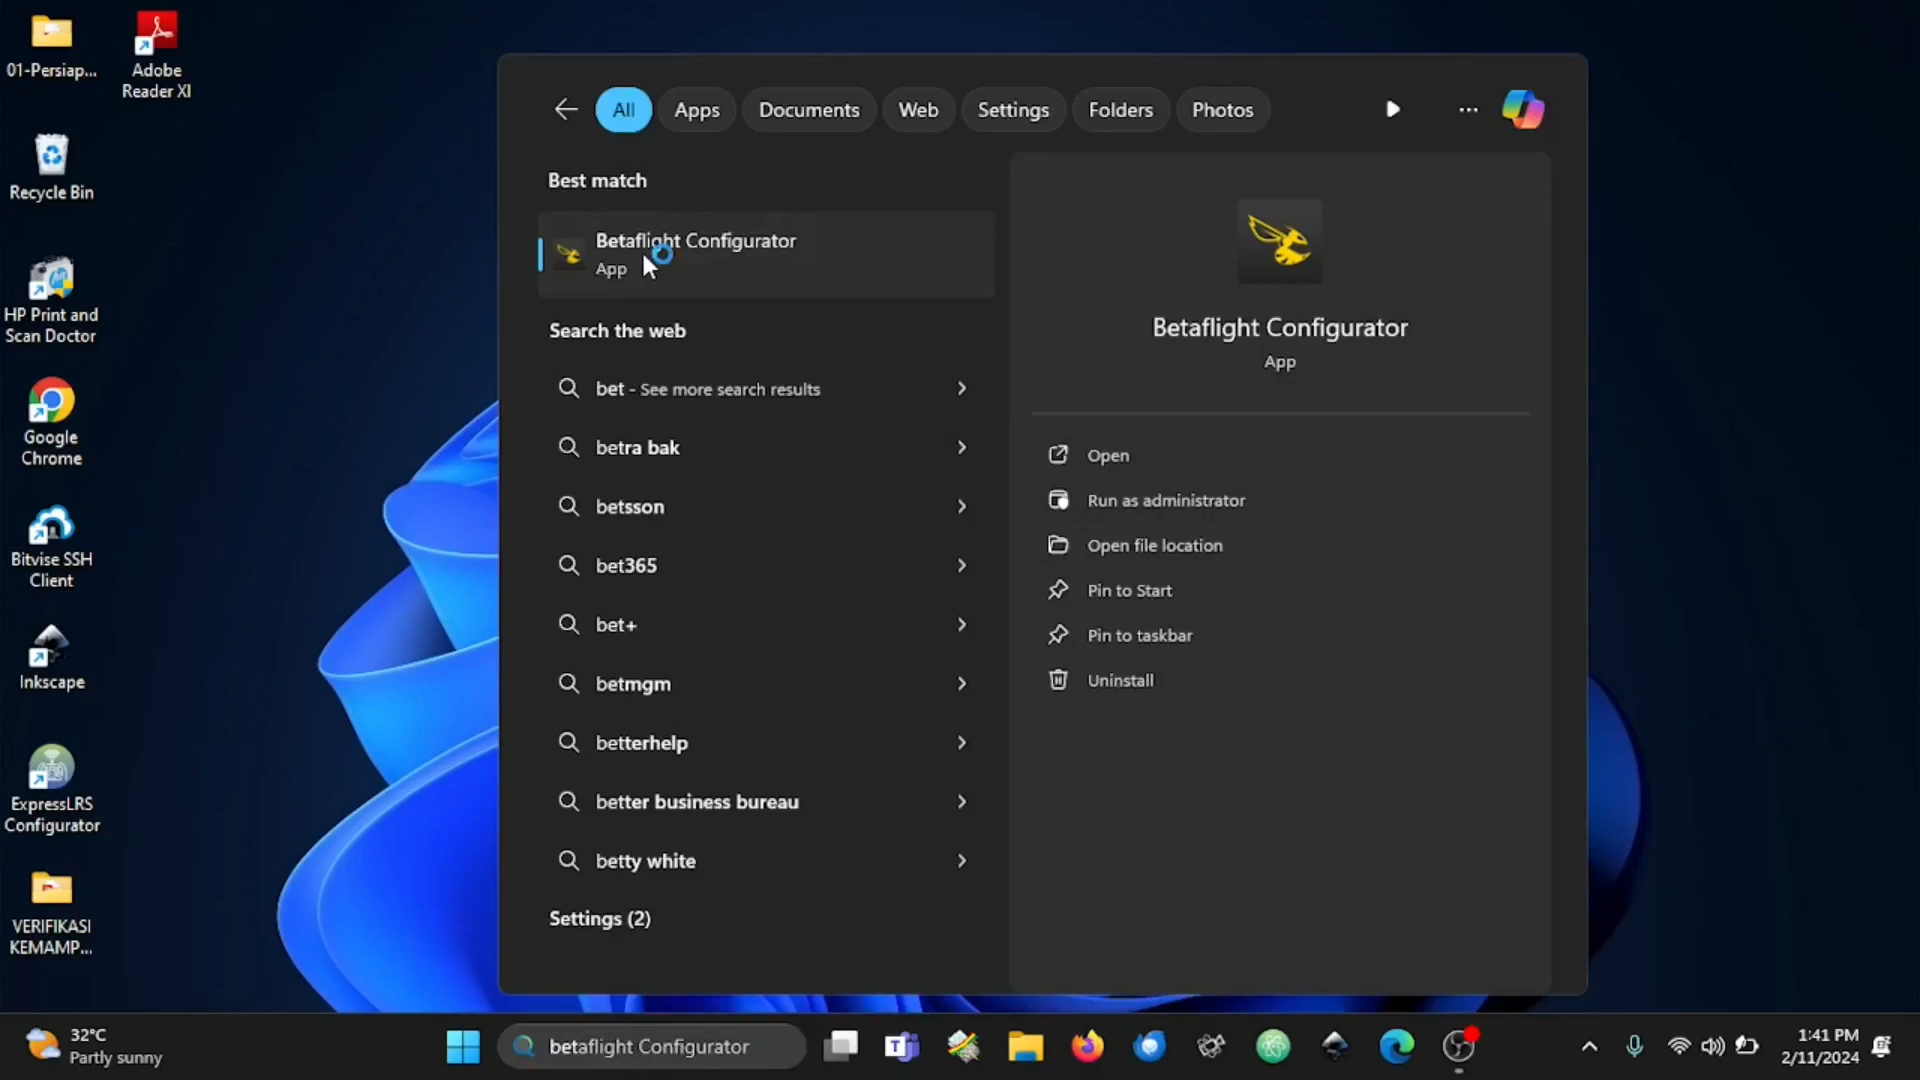 01-Persiap...
Adobe
Reader XI
Recycle Bin
HP Print and
Scan Doctor
Google
Chrome
Bitvise SSH
Client
Inkscape
ExpressLRS
Configurator
VERIFIKASI
KEMAMP...
All
Apps
Documents
Web
Settings
Folders
Photos
Best match
Betaflight Configurator
App
Search the web
bet - See more search results
betra bak
betsson
bet365
bet+
betmgm
betterhelp
better business bureau
betty white
Settings (2)
Betaflight Configurator
App
Open
Run as administrator
Open file location
Pin to Start
Pin to taskbar
Uninstall
32°C
Partly sunny
betaflight Configurator
1:41 PM
2/11/2024